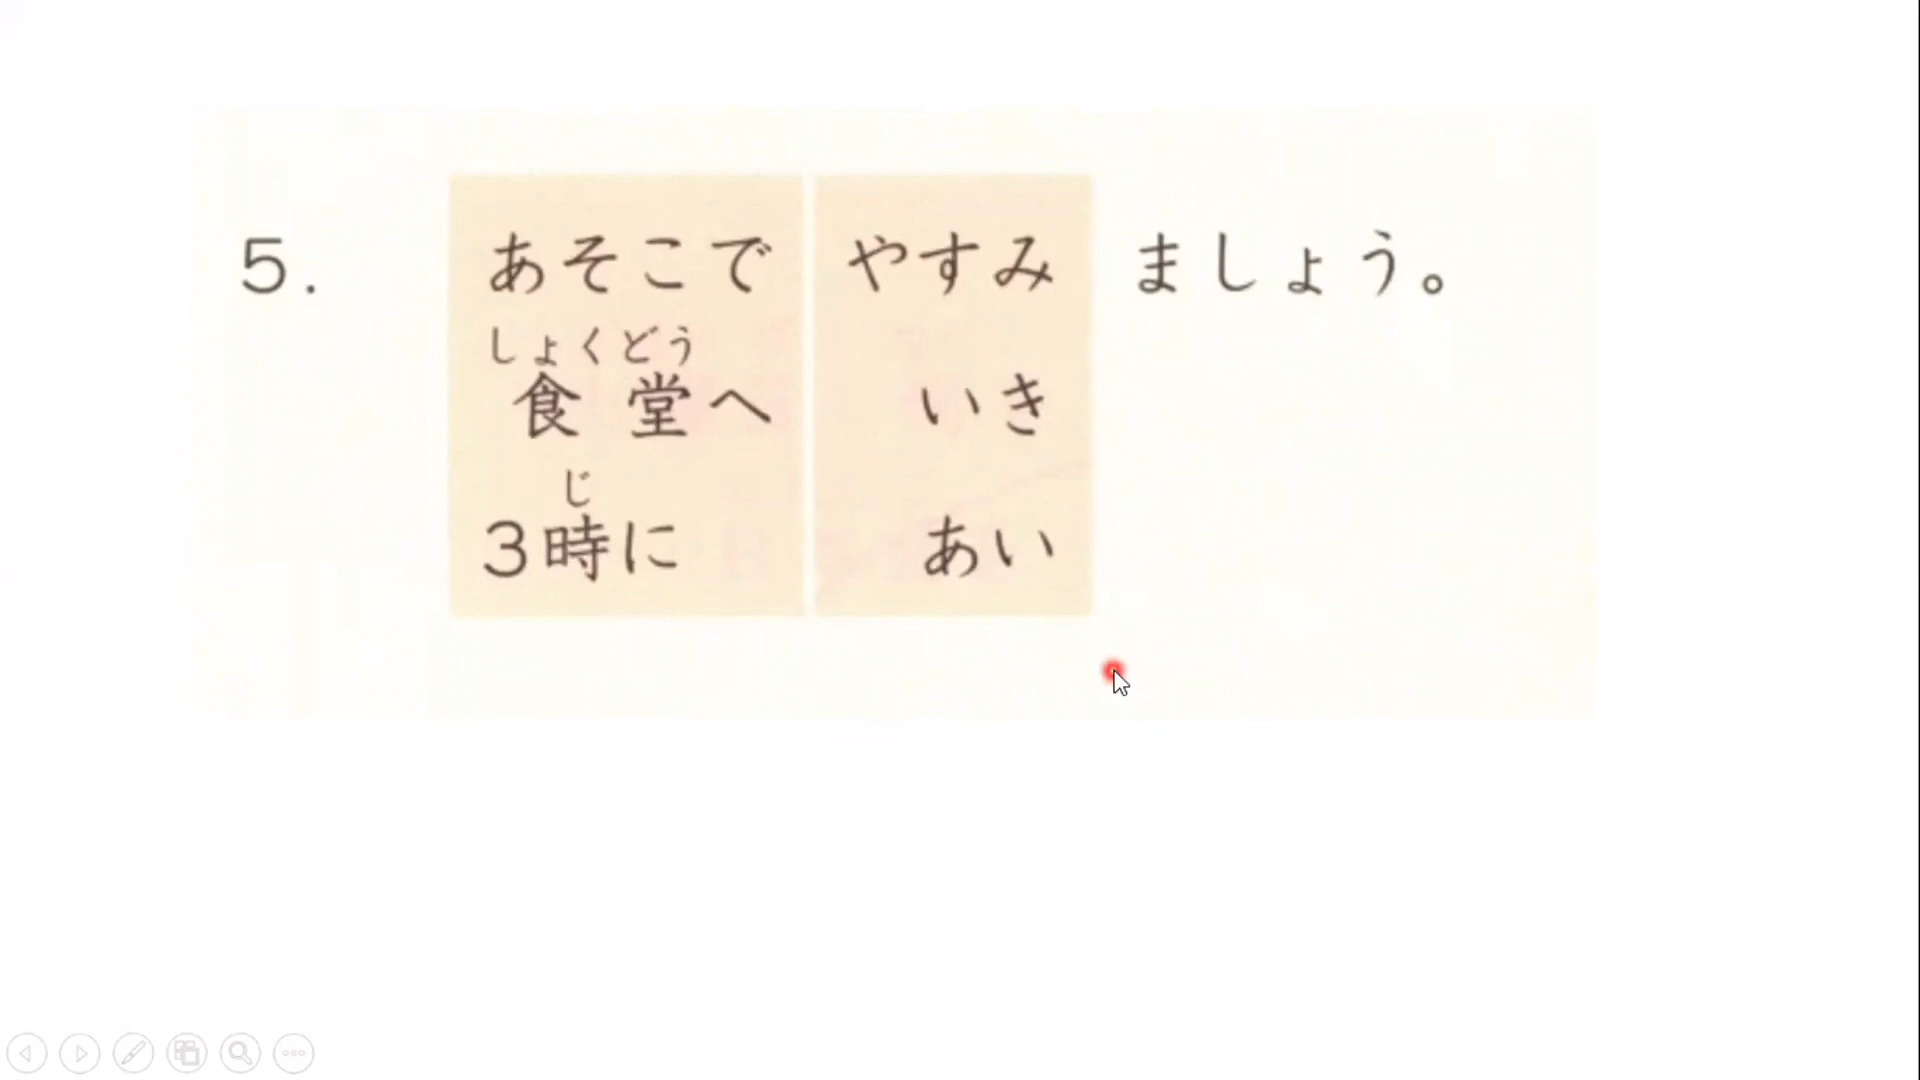 5. あそこで やすみ ましょう。
しょくどう
食堂へ いき
じ
3時に あい